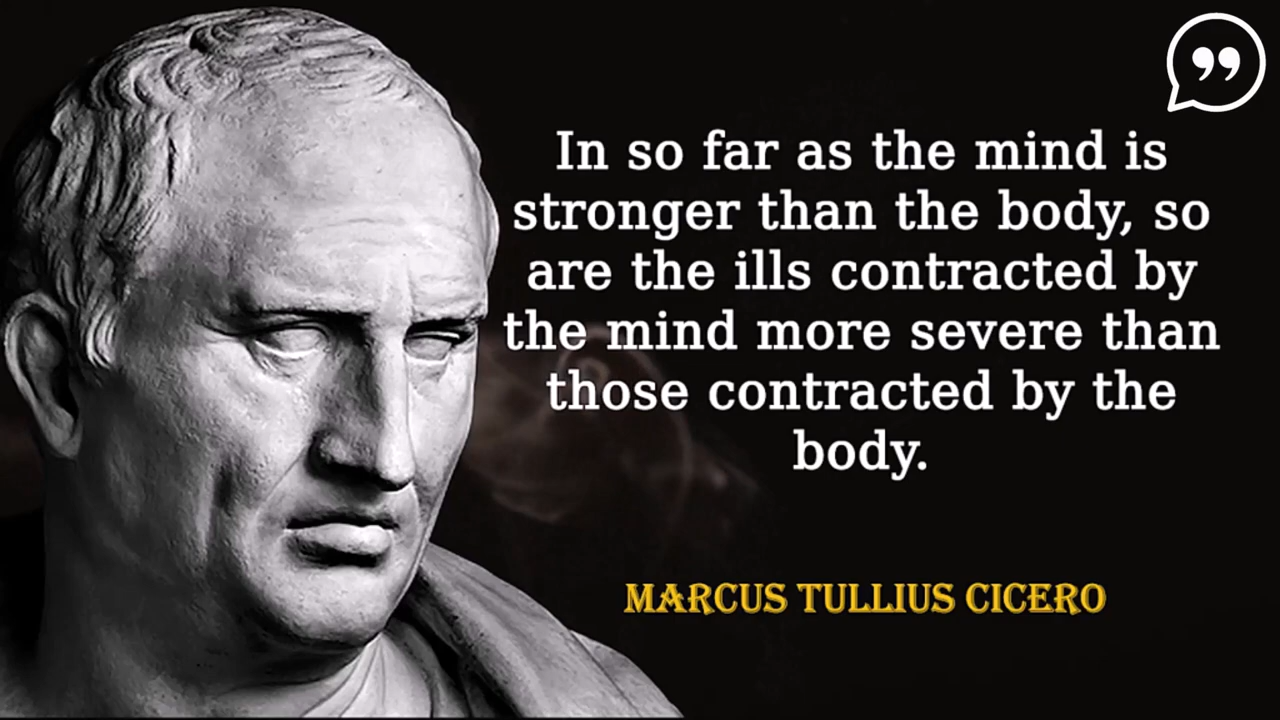 In so far as the mind is
stronger than the body, so
are the ills contracted by
the mind more severe than
those contracted by the
body.
MARCUS TULLIUS CICERO